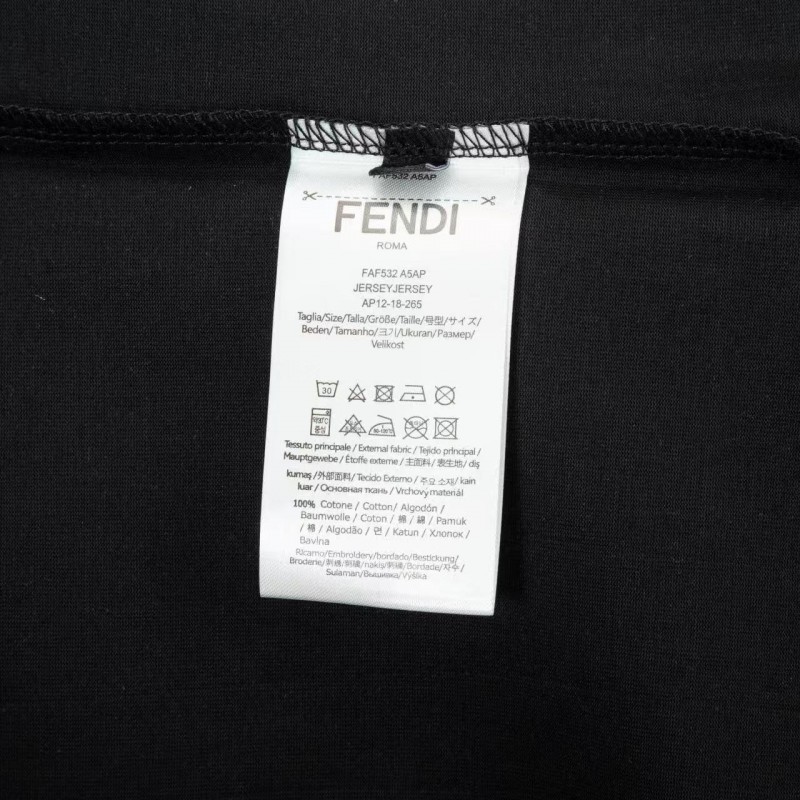 FAF532 A5AP
FENDI
ROMA
FAF532 A5AP
JERSEYJERSEY
AP12-18-265
Taglia/Size/Talla/Größe/Taille/号型/サイズ/
Beden/Tamanho/크기/Ukuran/Размер/
Velikost
30
Tessuto principale / External fabric / Tejido principal /
Mauptgewebe / Étoffe externe / 主面料 / 表生地 / diş
kumaş /外部面料 / Tecido Externo / 주요 소재 / kain
luar / Основная ткань / Vrchový materiál
100% Cotone / Cotton/ Algodón /
Baumwolle / Coton / 棉 / 綿 / Pamuk
/ 棉 / Algodão / 면 / Katun / Хлопок /
Bavlna
Ricamo/Embroidery/bordado/Bestickung/
Broderie/刺繡/刺繍/nakış/刺繡/Bordade/자수/
Sulaman/Вышивка/Výšivka